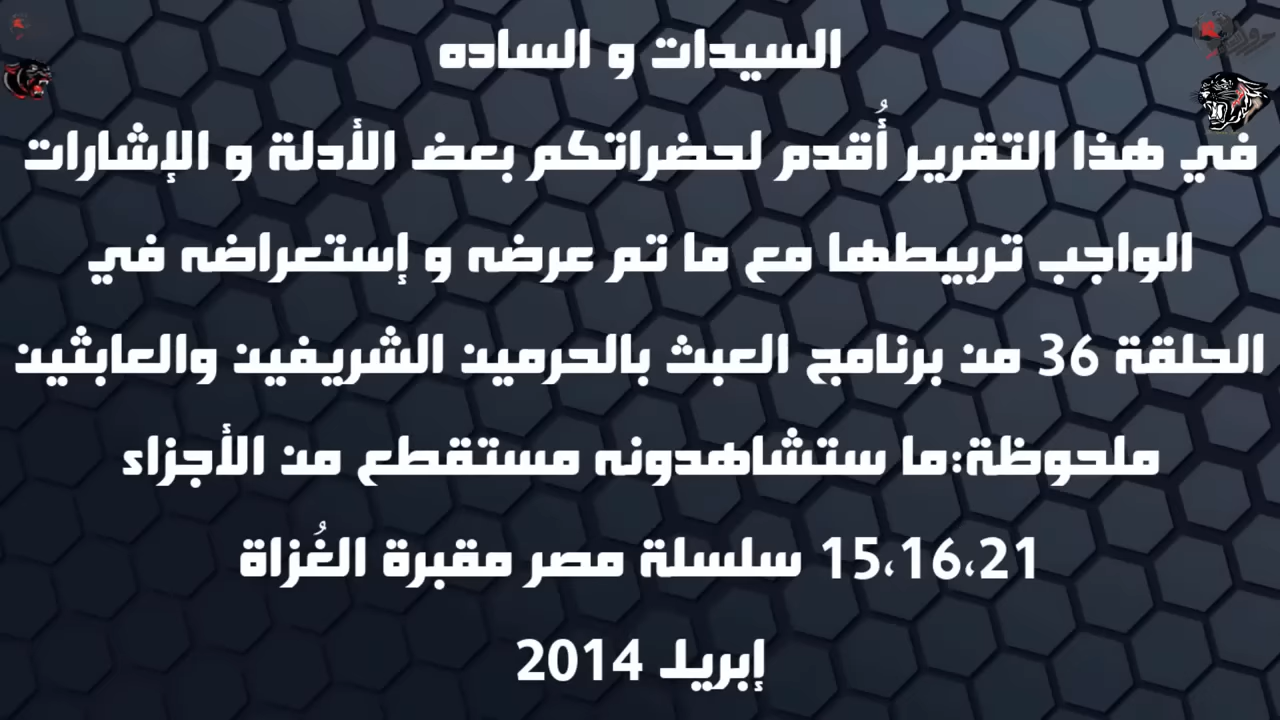 السيدات و الساده
في هذا التقرير أُقدم لحضراتكم بعض الأدلة و الإشارات
الواجب تربيطها مع ما تم عرضه و إستعراضه في
الحلقة 36 من برنامج العبث بالحرمين الشريفين والعابثين
ملحوظة:ما ستشاهدونه مستقطع من الأجزاء
15،16،21 سلسلة مصر مقبرة الغُزاة
إبريل 2014